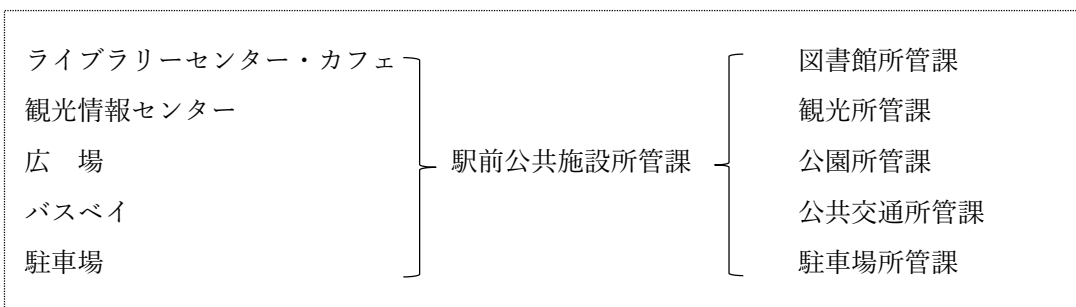 ライブラリーセンター・カフェ
観光情報センター
広　場
バスベイ
駐車場
駅前公共施設所管課
図書館所管課
観光所管課
公園所管課
公共交通所管課
駐車場所管課